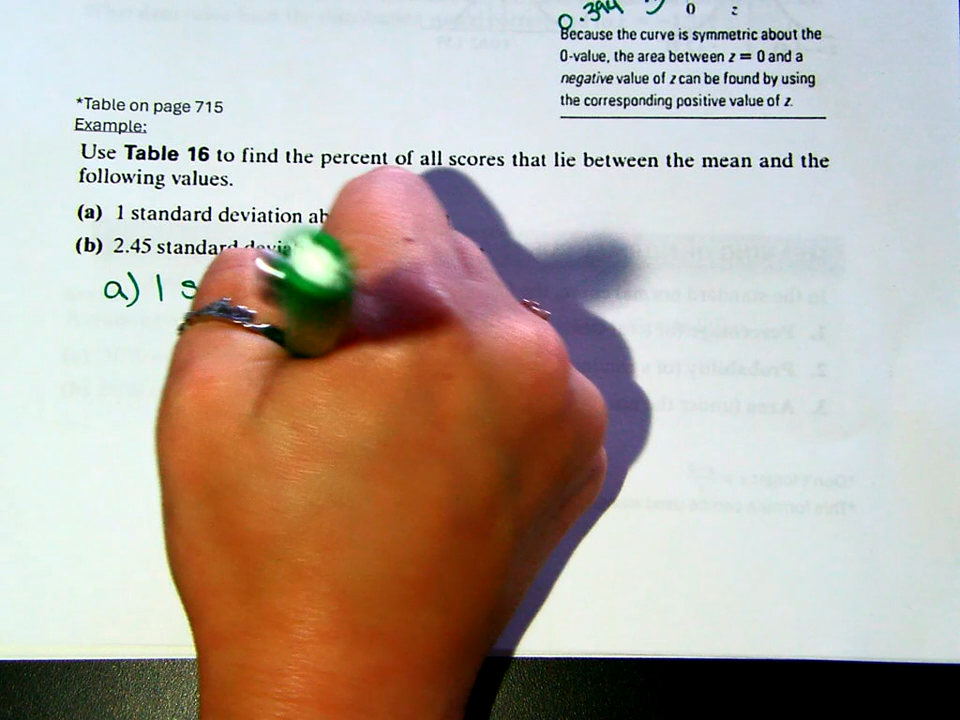 0.394
0 z
Because the curve is symmetric about the
0-value, the area between z = 0 and a
negative value of z can be found by using
the corresponding positive value of z.
*Table on page 715
Example:
Use Table 16 to find the percent of all scores that lie between the mean and the
following values.
(a) 1 standard deviation ab
(b) 2.45 standard devia
a) 1 s